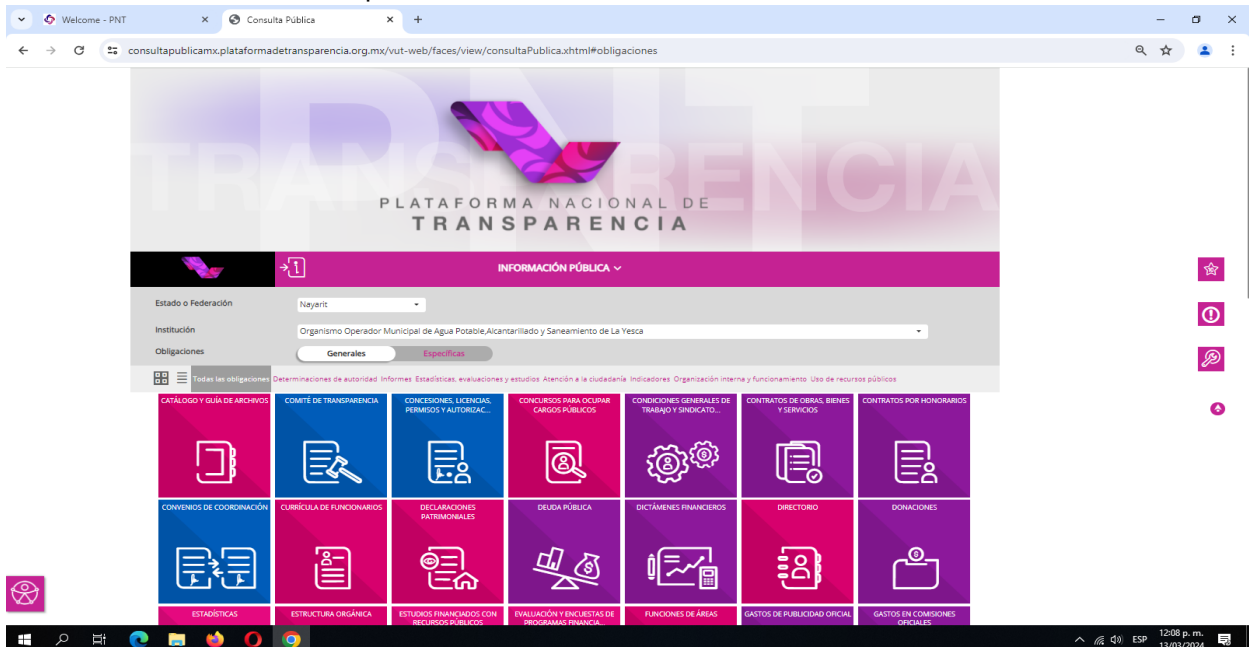 Welcome - PNT
Consulta Pública
consultapublicamx.plataformadetransparencia.org.mx/vut-web/faces/view/consultaPublica.xhtml#obligaciones
PNT
TRANSPARENCIA
PLATAFORMA NACIONAL DE
TRANSPARENCIA
INFORMACIÓN PÚBLICA
Estado o Federación
Nayarit
Institución
Organismo Operador Municipal de Agua Potable,Alcantarillado y Saneamiento de La Yesca
Obligaciones
Generales
Específicas
Todas las obligaciones Determinaciones de autoridad Informes Estadísticas, evaluaciones y estudios Atención a la ciudadanía Indicadores Organización interna y funcionamiento Uso de recursos públicos
CATÁLOGO Y GUÍA DE ARCHIVOS
COMITÉ DE TRANSPARENCIA
CONCESIONES, LICENCIAS,
PERMISOS Y AUTORIZAC...
CONCURSOS PARA OCUPAR
CARGOS PÚBLICOS
CONDICIONES GENERALES DE
TRABAJO Y SINDICATO...
CONTRATOS DE OBRAS, BIENES
Y SERVICIOS
CONTRATOS POR HONORARIOS
CONVENIOS DE COORDINACIÓN
CURRÍCULA DE FUNCIONARIOS
DECLARACIONES
PATRIMONIALES
DEUDA PÚBLICA
DICTÁMENES FINANCIEROS
DIRECTORIO
DONACIONES
ESTADÍSTICAS
ESTRUCTURA ORGÁNICA
ESTUDIOS FINANCIADOS CON
RECURSOS PÚBLICOS
EVALUACIÓN Y ENCUESTAS DE
PROGRAMAS FINANCIA...
FUNCIONES DE ÁREAS
GASTOS DE PUBLICIDAD OFICIAL
GASTOS EN COMISIONES
OFICIALES
ESP
12:08 p. m.
13/03/2024